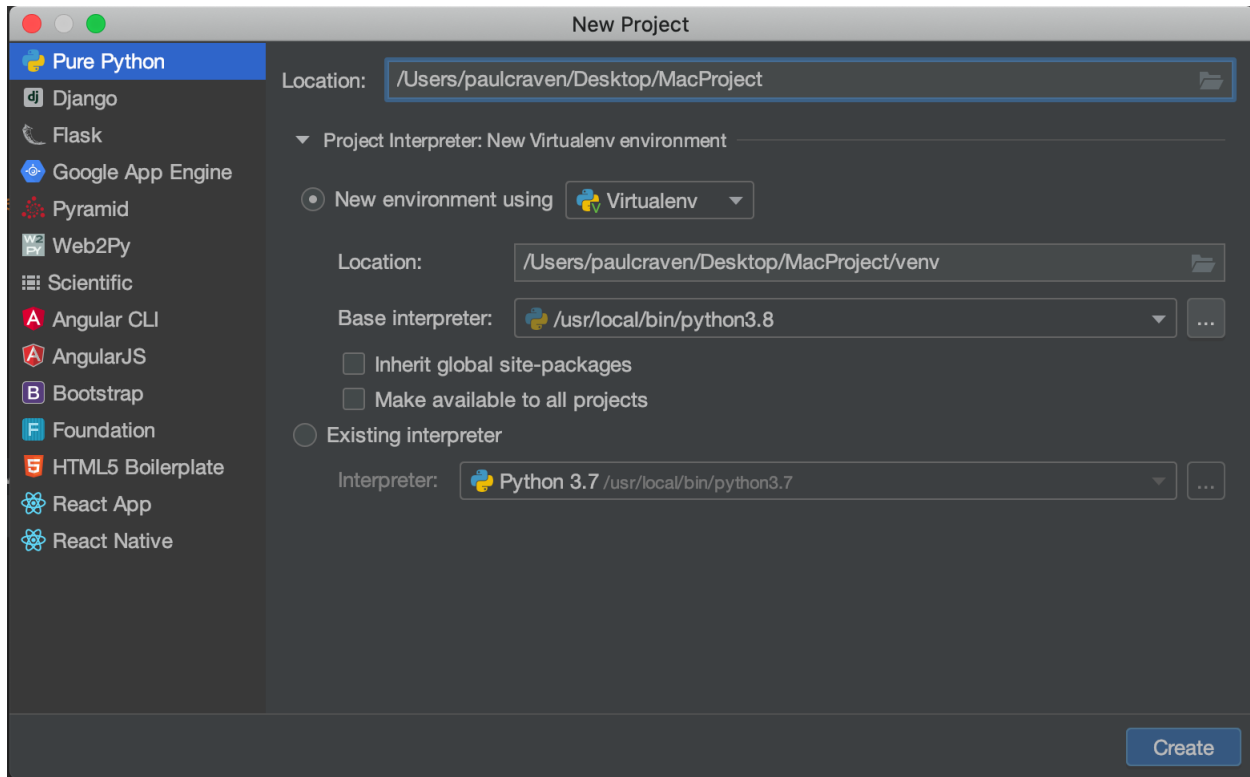 New Project
Pure Python
dj Django
Flask
Google App Engine
Pyramid
W2PY Web2Py
Scientific
A Angular CLI
A AngularJS
B Bootstrap
F Foundation
5 HTML5 Boilerplate
React App
React Native
Location: /Users/paulcraven/Desktop/MacProject
Project Interpreter: New Virtualenv environment
New environment using Virtualenv
Location: /Users/paulcraven/Desktop/MacProject/venv
Base interpreter: /usr/local/bin/python3.8 ...
Inherit global site-packages
Make available to all projects
Existing interpreter
Interpreter: Python 3.7 /usr/local/bin/python3.7 ...
Create